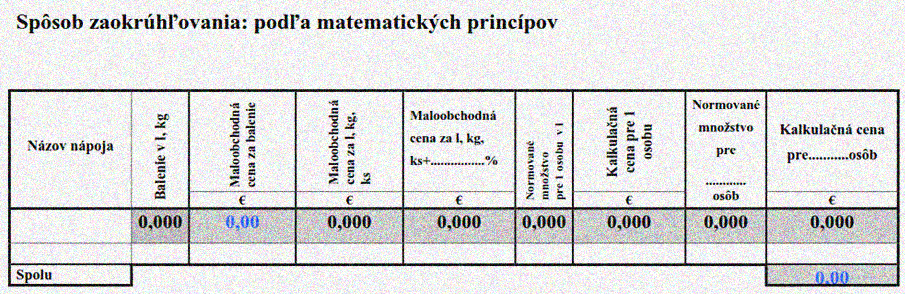 Spôsob zaokrúhľovania: podľa matematických princípov
Názov nápoja
Balenie v l, kg
Maloobchodná
cena za balenie
€
Maloobchodná
cena za l, kg,
ks
€
Maloobchodná
cena za l, kg,
ks+................%
€
Normované
množstvo
pre 1 osobu v l
Kalkulačná
cena pre 1
osobu
€
Normované
množstvo
pre
............
osôb
Kalkulačná cena
pre............osôb
€
0,000 0,00 0,000 0,000 0,000 0,000 0,000 0,000
Spolu 0,00